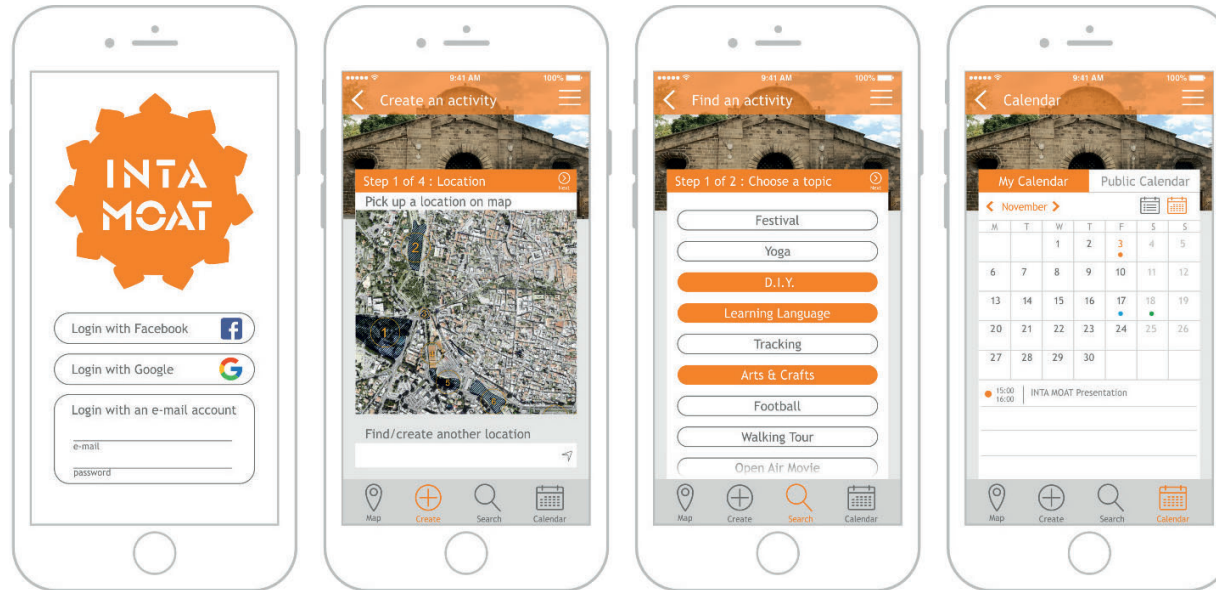 INTA
MOAT
Login with Facebook
Login with Google
Login with an e-mail account
e-mail
password
9:41 AM
100%
Create an activity
Step 1 of 4 : Location
Next
Pick up a location on map
2
1
5
Find/create another location
Map
Create
Search
Calendar
9:41 AM
100%
Find an activity
Step 1 of 2 : Choose a topic
Next
Festival
Yoga
D.I.Y.
Learning Language
Tracking
Arts & Crafts
Football
Walking Tour
Open Air Movie
Map
Create
Search
Calendar
9:41 AM
100%
Calendar
My Calendar
Public Calendar
November
M T W T F S S
1 2 3 4 5
6 7 8 9 10 11 12
13 14 15 16 17 18 19
20 21 22 23 24 25 26
27 28 29 30
15:00
16:00
INTA MOAT Presentation
Map
Create
Search
Calendar